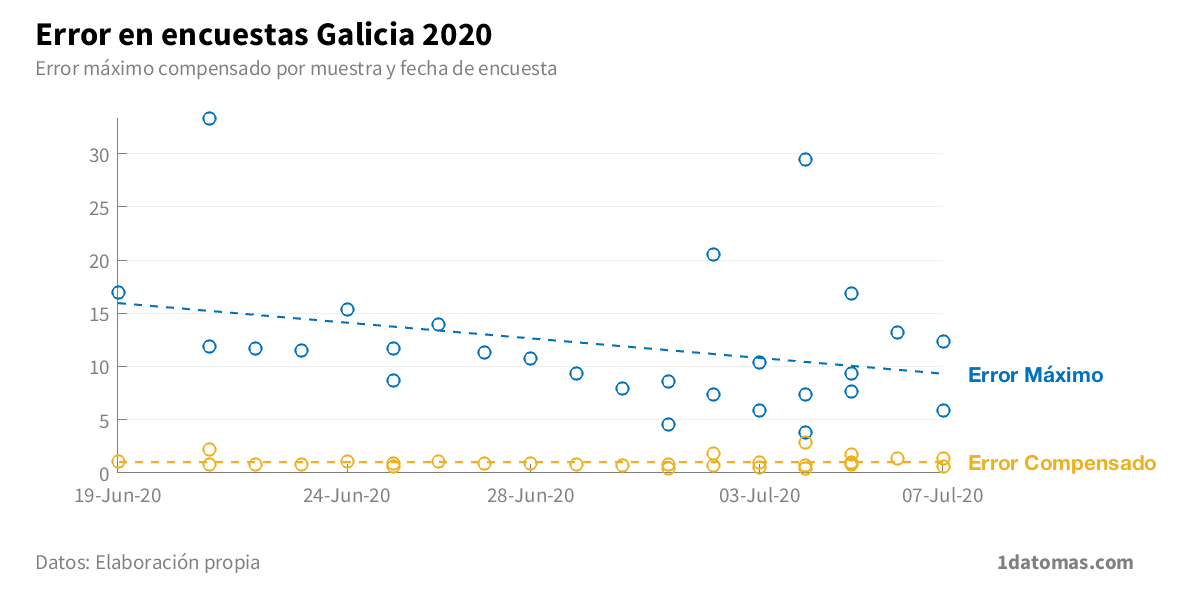 Error en encuestas Galicia 2020
Error máximo compensado por muestra y fecha de encuesta
30
25
20
15
10
5
0
Error Máximo
Error Compensado
19-Jun-20 24-Jun-20 28-Jun-20 03-Jul-20 07-Jul-20
Datos: Elaboración propia
1datomas.com